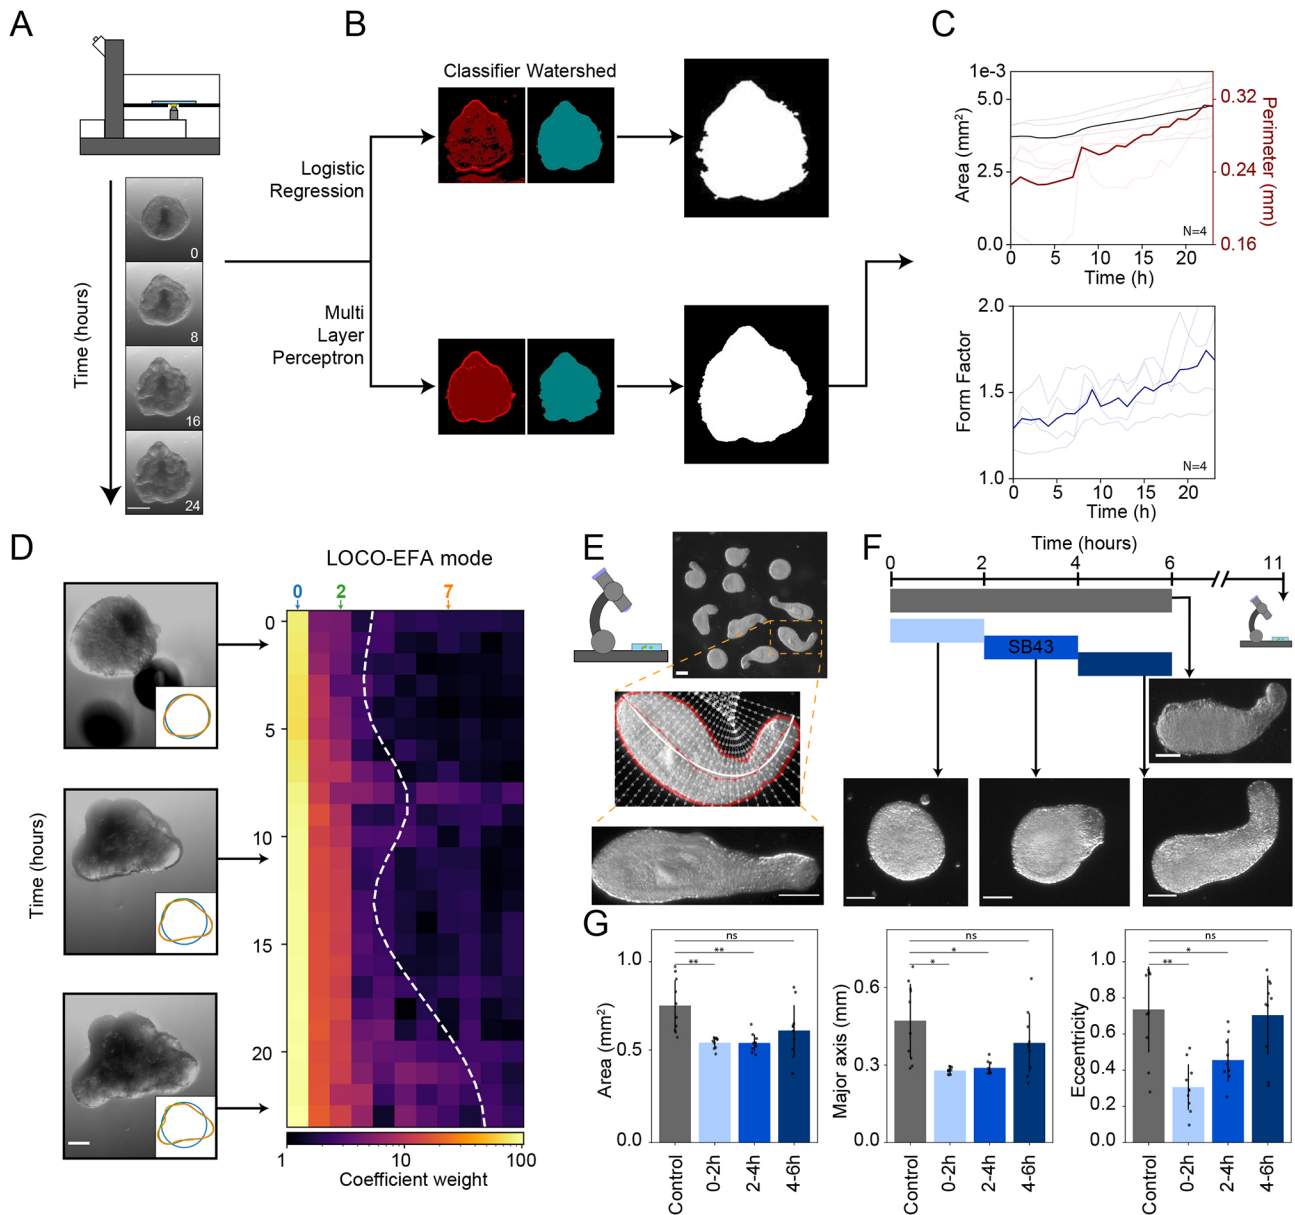 A
B
C
D
E
F
G
Time (hours)
0
8
16
24
Classifier Watershed
Logistic
Regression
Multi
Layer
Perceptron
1e-3
5.0
2.5
0.0
Area (mm²)
0.32
0.24
0.16
Perimeter (mm)
N=4
0 5 10 15 20
Time (h)
2.0
1.5
1.0
Form Factor
N=4
0 5 10 15 20
Time (h)
LOCO-EFA mode
0 2 7
Time (hours)
0
5
10
15
20
1 10 100
Coefficient weight
Time (hours)
0 2 4 6 11
SB43
ns
**
**
1.0
0.5
0.0
Area (mm²)
Control
0-2h
2-4h
4-6h
ns
*
*
0.6
0.3
0.0
Major axis (mm)
Control
0-2h
2-4h
4-6h
ns
*
**
1.0
0.8
0.6
0.4
0.2
0.0
Eccentricity
Control
0-2h
2-4h
4-6h